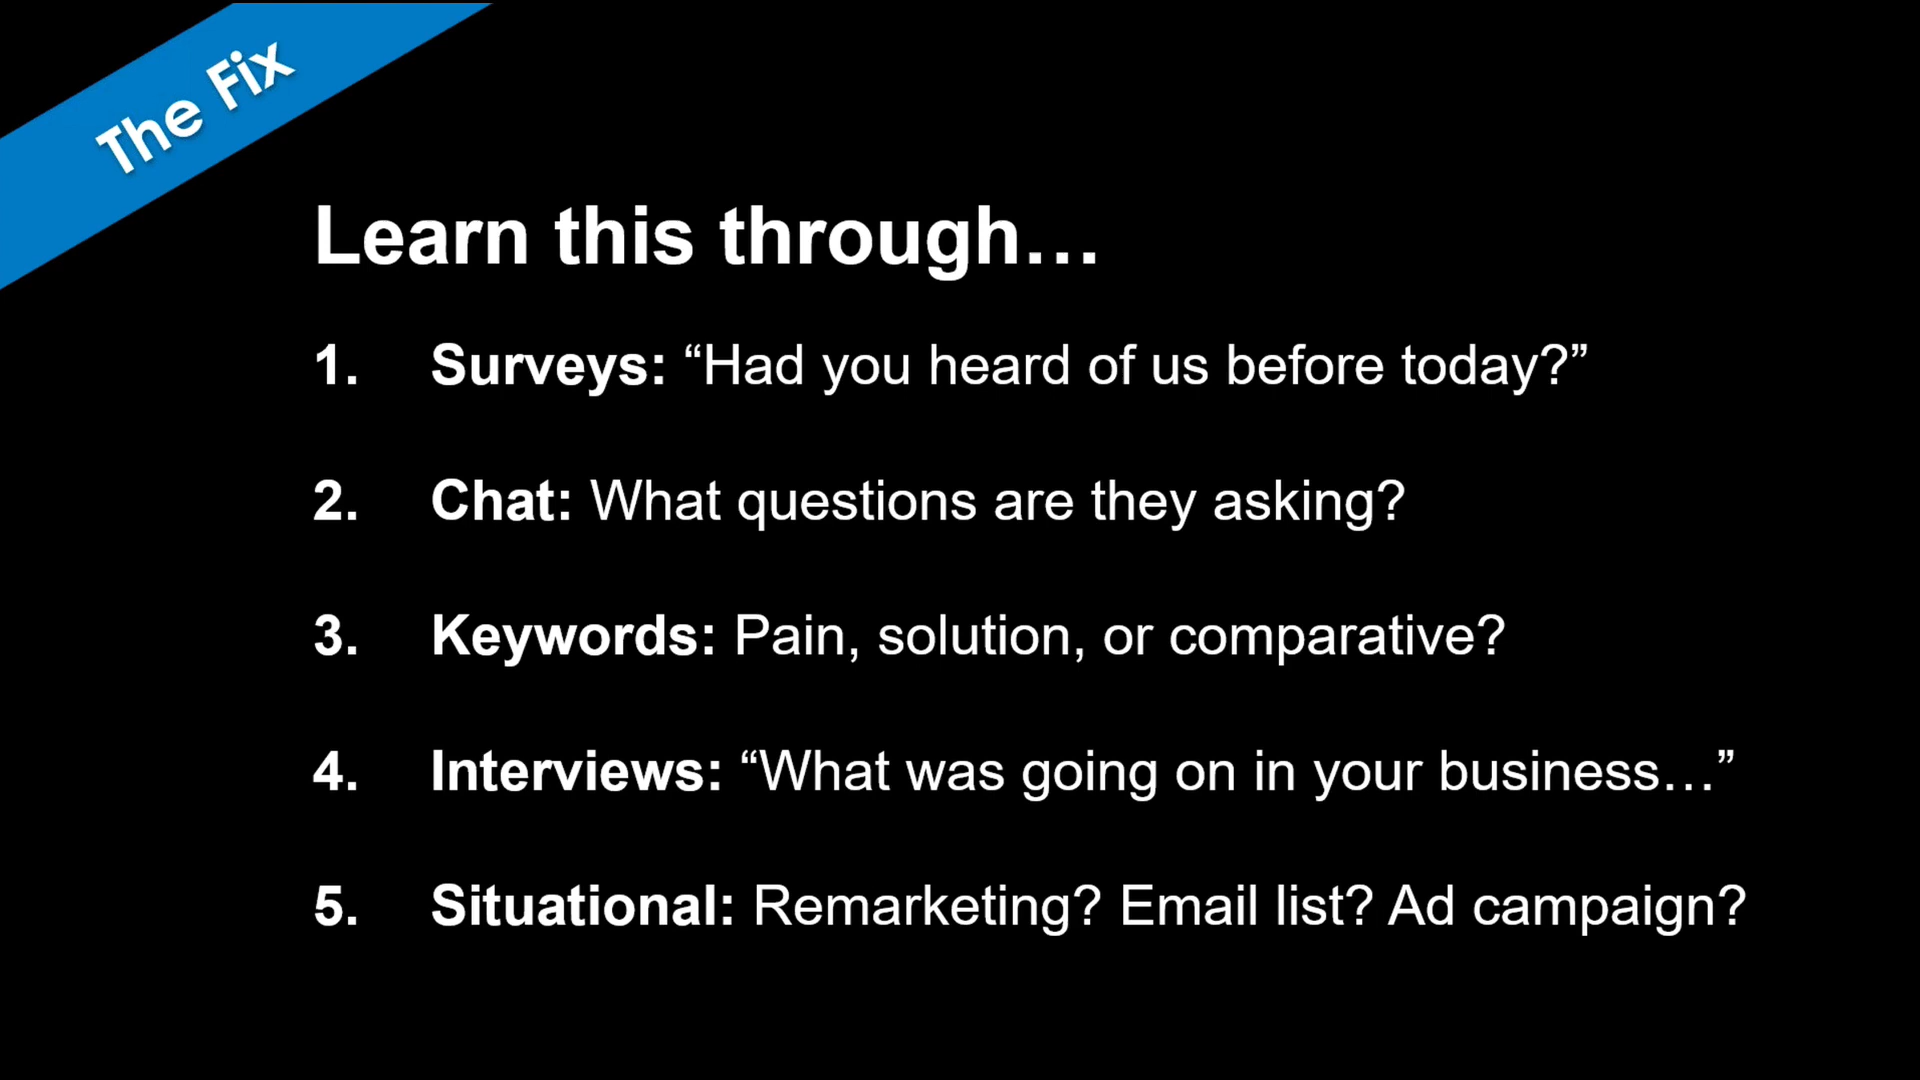 The Fix
Learn this through…
1. Surveys: “Had you heard of us before today?”
2. Chat: What questions are they asking?
3. Keywords: Pain, solution, or comparative?
4. Interviews: “What was going on in your business…”
5. Situational: Remarketing? Email list? Ad campaign?